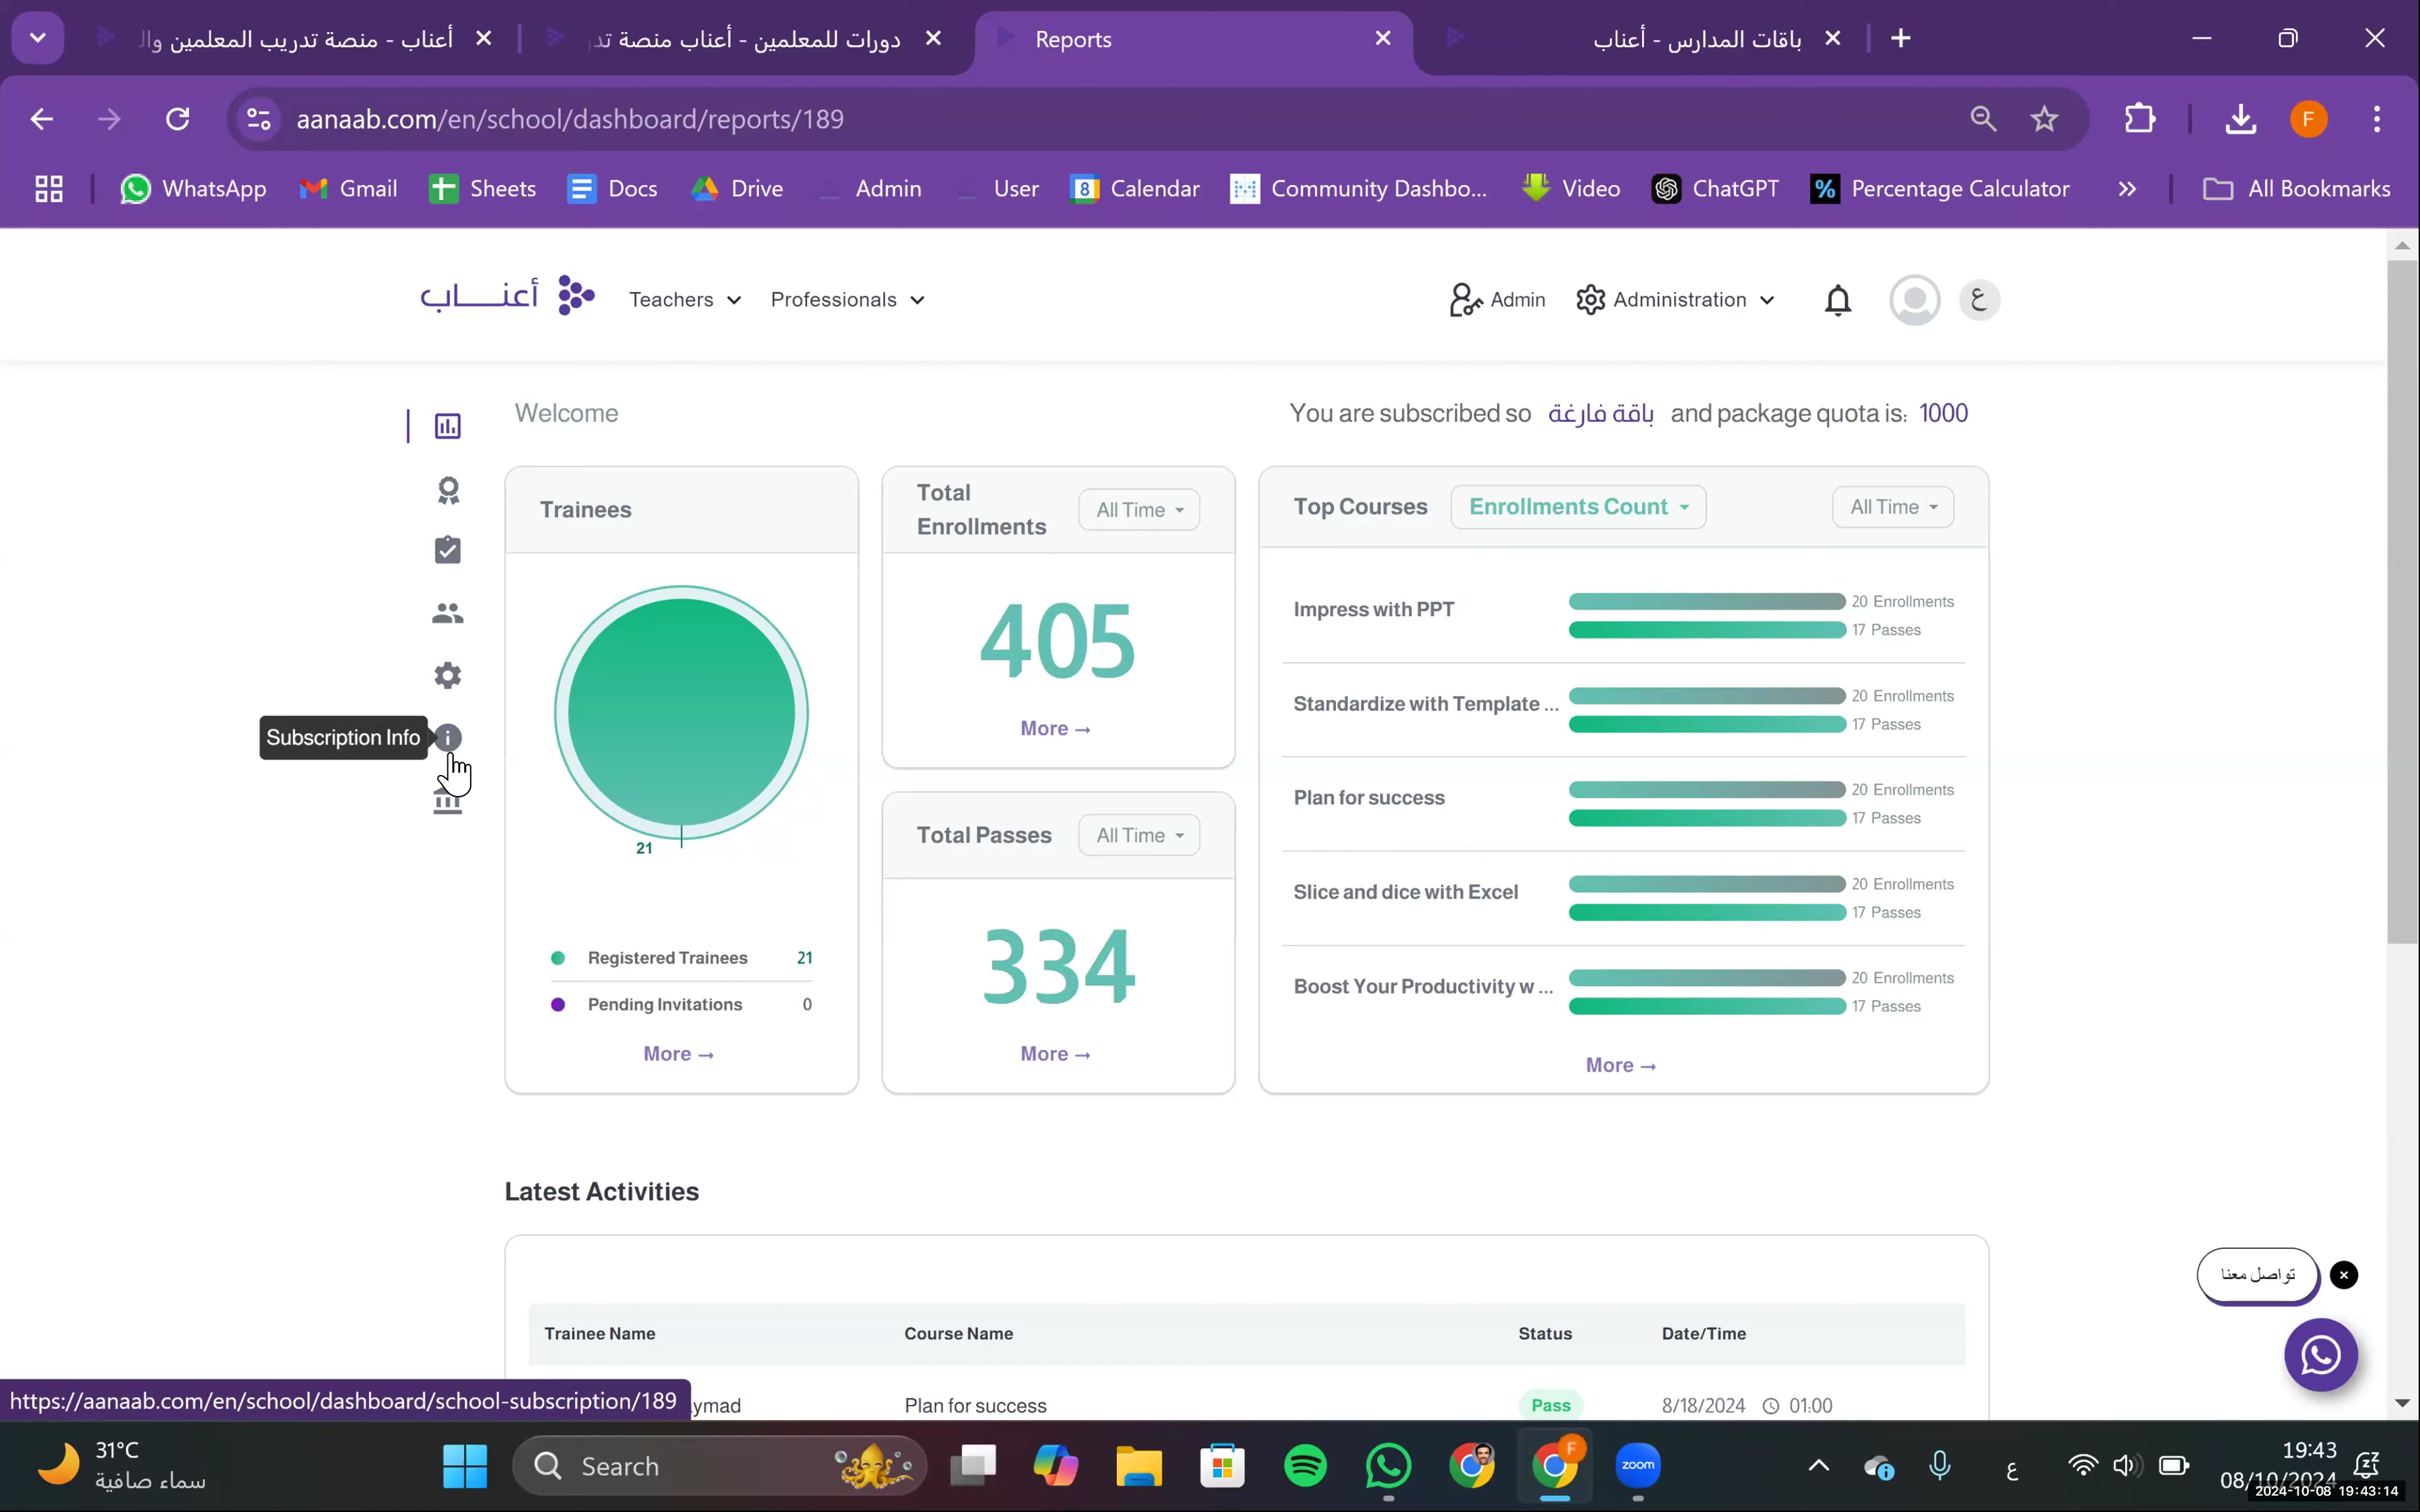 أعناب - منصة تدريب المعلمين وال
دورات للمعلمين - أعناب منصة تدر
Reports
باقات المدارس - أعناب
aanaab.com/en/school/dashboard/reports/189
F
WhatsApp
Gmail
Sheets
Docs
Drive
Admin
User
8 Calendar
Community Dashbo...
Video
ChatGPT
% Percentage Calculator
All Bookmarks
أعناب
Teachers
Professionals
Admin
Administration
ع
Welcome
You are subscribed so باقة فارغة and package quota is: 1000
Subscription Info
Trainees
21
Registered Trainees 21
Pending Invitations 0
More →
Total
Enrollments
All Time
405
More →
Total Passes
All Time
334
More →
Top Courses
Enrollments Count
All Time
Impress with PPT
20 Enrollments
17 Passes
Standardize with Template ...
20 Enrollments
17 Passes
Plan for success
20 Enrollments
17 Passes
Slice and dice with Excel
20 Enrollments
17 Passes
Boost Your Productivity w ...
20 Enrollments
17 Passes
More →
Latest Activities
Trainee Name Course Name Status Date/Time
ymad Plan for success Pass 8/18/2024 01:00
تواصل معنا
https://aanaab.com/en/school/dashboard/school-subscription/189
31°C
سماء صافية
Search
F
zoom
ع
19:43
08/10/2024
2024-10-08 19:43:14